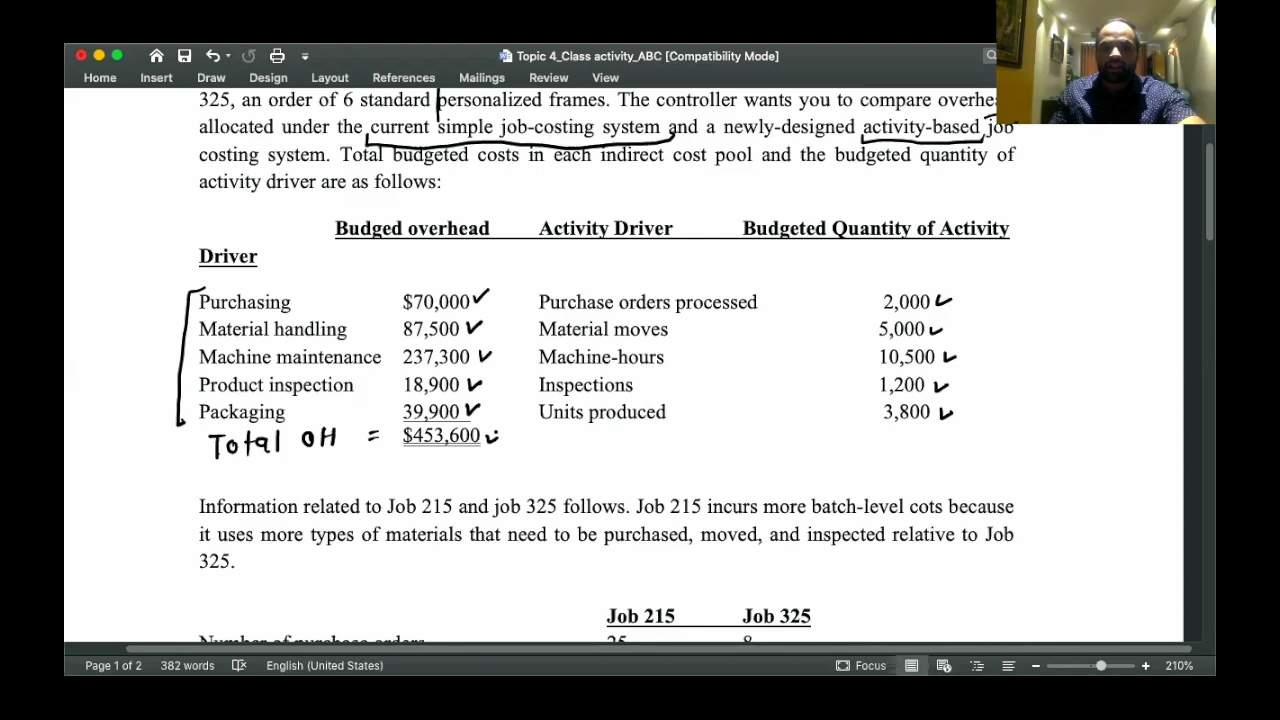 Topic 4_Class activity_ABC [Compatibility Mode]
Home Insert Draw Design Layout References Mailings Review View
325, an order of 6 standard personalized frames. The controller wants you to compare
allocated under the current simple job-costing system and a newly-designed activity-based job
costing system. Total budgeted costs in each indirect cost pool and the budgeted quantity of
activity driver are as follows:
Budged overhead Activity Driver Budgeted Quantity of Activity
Driver
Purchasing $70,000 Purchase orders processed 2,000
Material handling 87,500 Material moves 5,000
Machine maintenance 237,300 Machine-hours 10,500
Product inspection 18,900 Inspections 1,200
Packaging 39,900 Units produced 3,800
Total OH = $453,600
Information related to Job 215 and job 325 follows. Job 215 incurs more batch-level cots because
it uses more types of materials that need to be purchased, moved, and inspected relative to Job
325.
Job 215 Job 325
Number of purchase orders 25 8
Page 1 of 2 382 words English (United States) Focus 210%